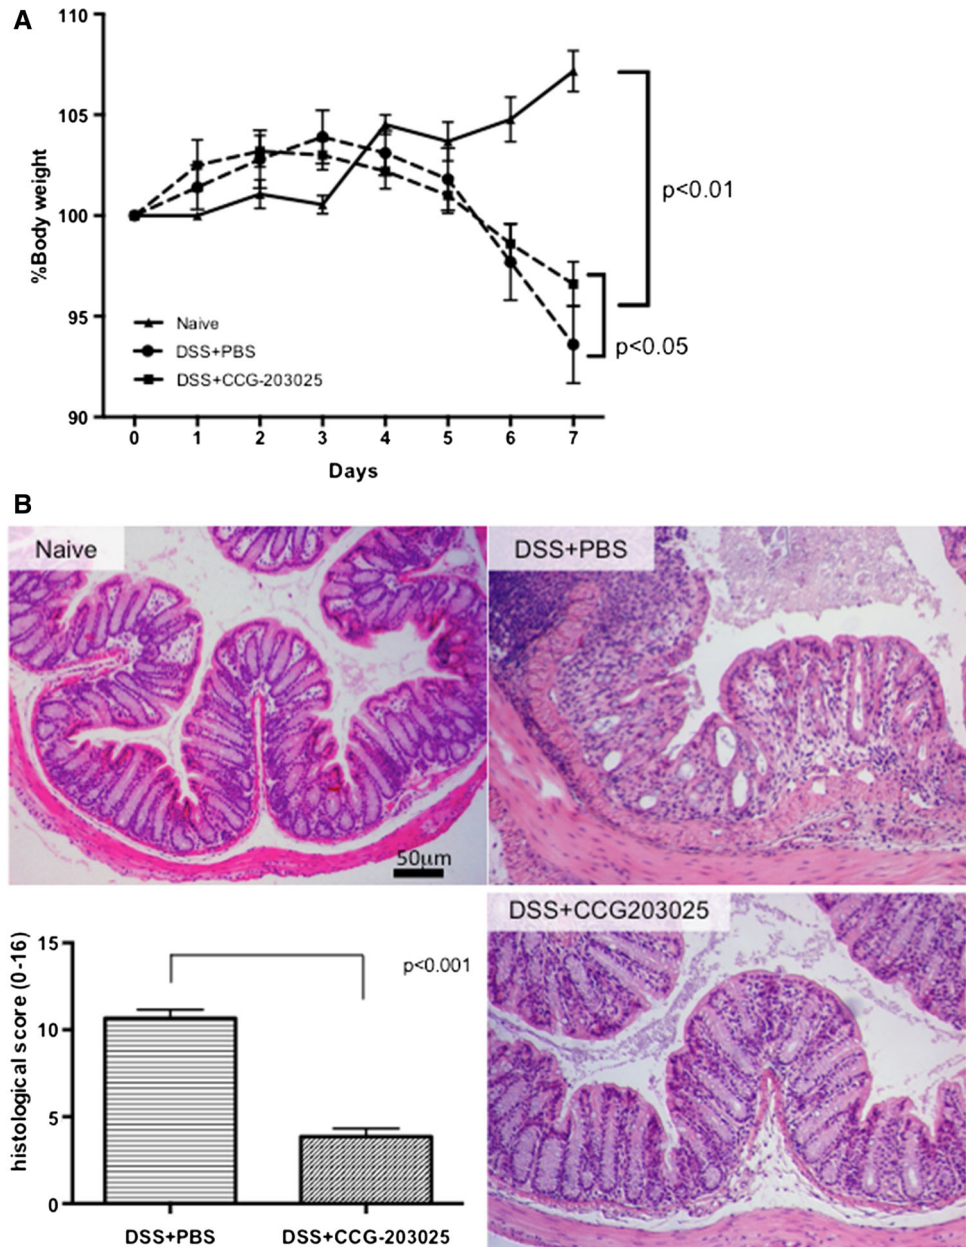 A
110
105
100
95
90
%Body weight
Naive
DSS+PBS
DSS+CCG-203025
p<0.01
p<0.05
0 1 2 3 4 5 6 7
Days
B
Naive
50μm
DSS+PBS
histological score (0-16)
15
10
5
0
p<0.001
DSS+PBS DSS+CCG-203025
DSS+CCG203025